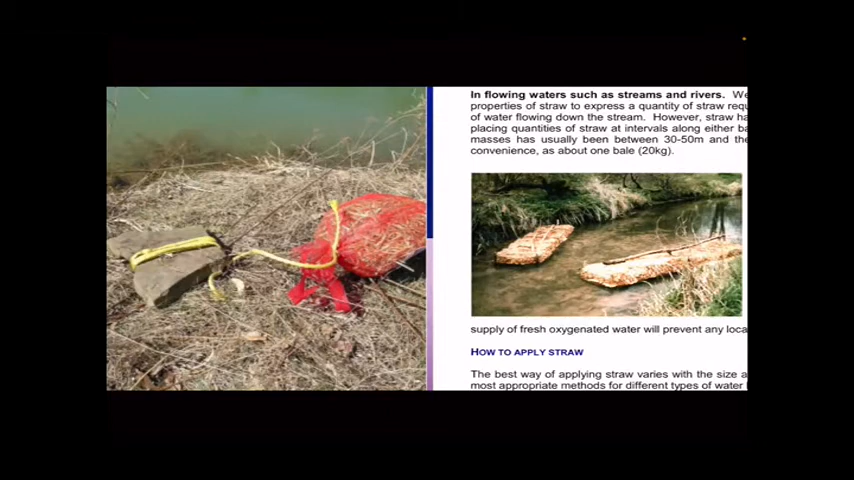 In flowing waters such as streams and rivers. We
properties of straw to express a quantity of straw requ
of water flowing down the stream. However, straw ha
placing quantities of straw at intervals along either ba
masses has usually been between 30-50m and the
convenience, as about one bale (20kg).
supply of fresh oxygenated water will prevent any loca
HOW TO APPLY STRAW
The best way of applying straw varies with the size a
most appropriate methods for different types of water